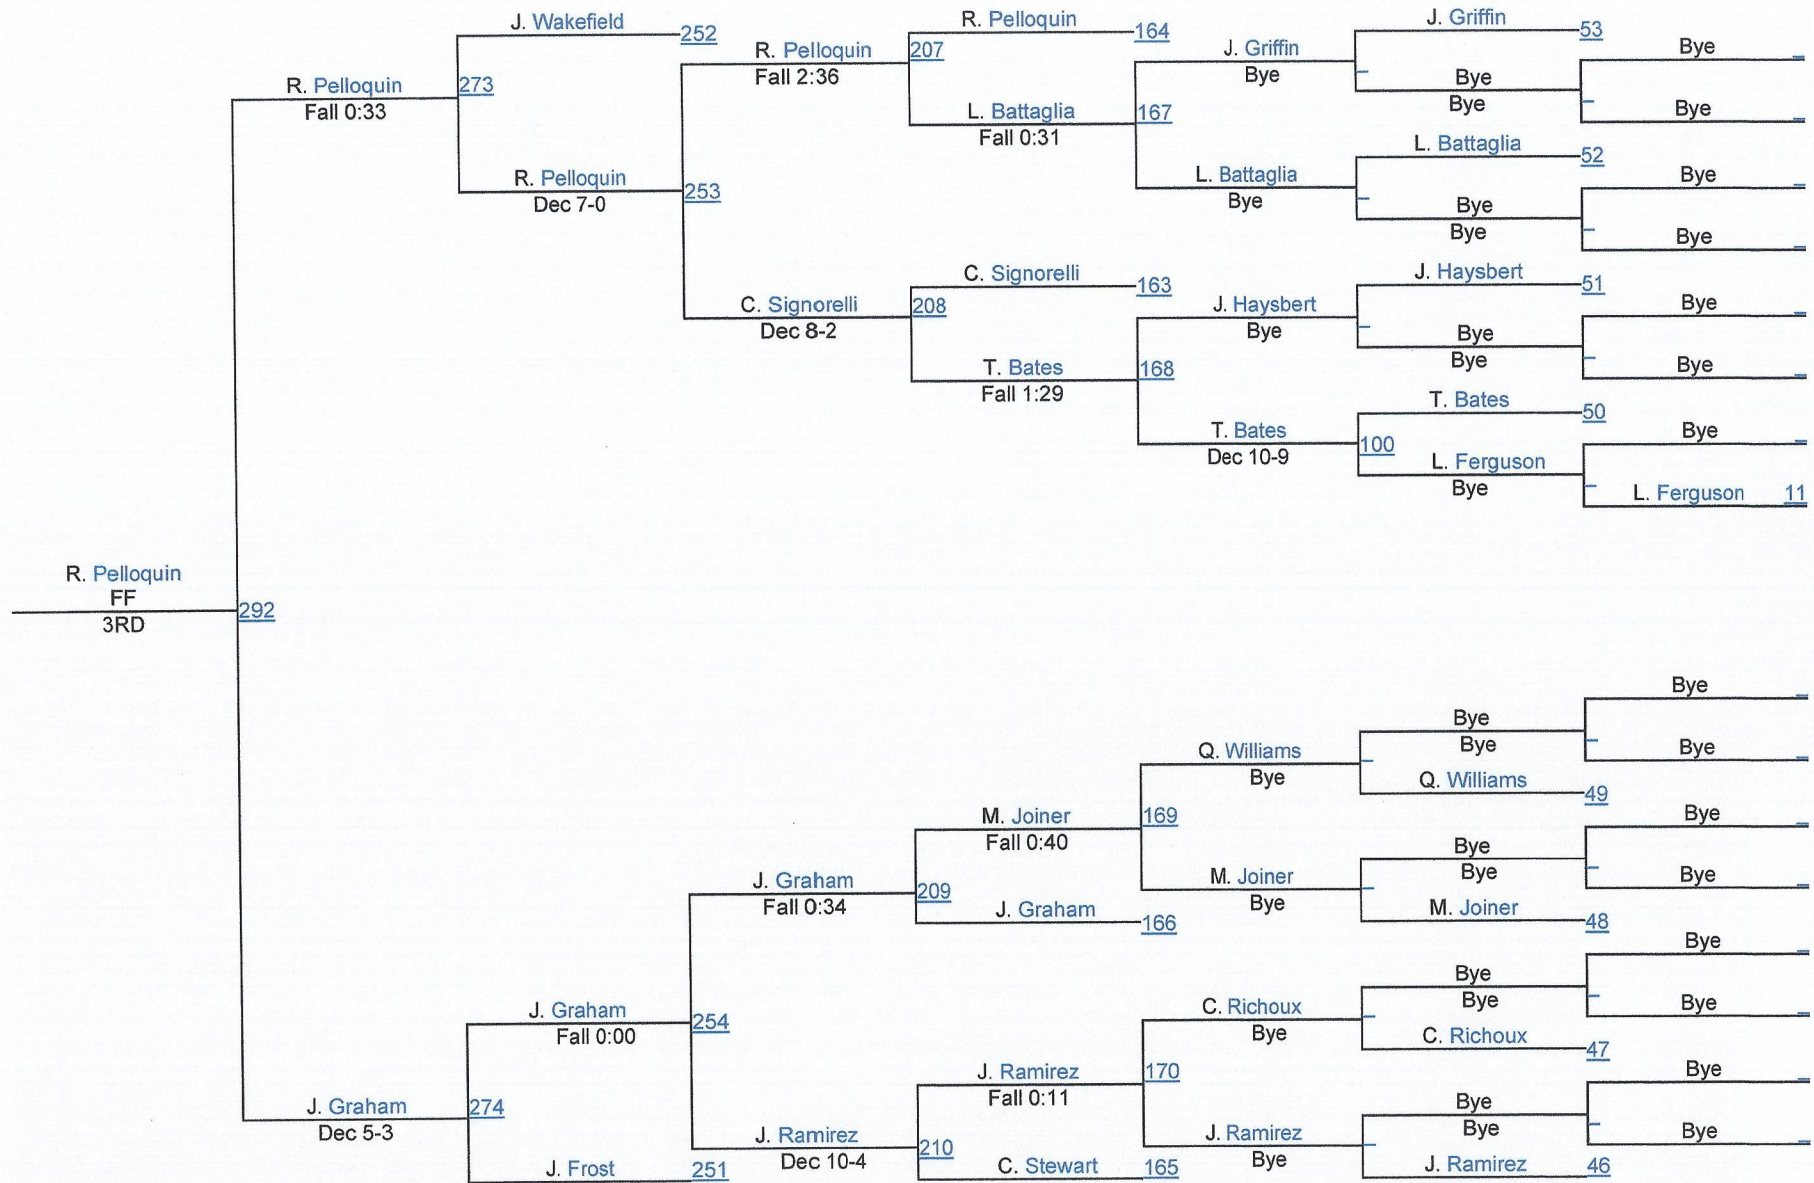 J. Wakefield 252
R. Pelloquin 164
J. Griffin 53
Bye
R. Pelloquin 207
Fall 2:36
J. Griffin
Bye
Bye
Bye
Bye
R. Pelloquin 273
Fall 0:33
L. Battaglia 167
Fall 0:31
L. Battaglia 52
Bye
R. Pelloquin 253
Dec 7-0
L. Battaglia
Bye
Bye
Bye
Bye
C. Signorelli 163
J. Haysbert 51
Bye
C. Signorelli 208
Dec 8-2
J. Haysbert
Bye
Bye
Bye
Bye
T. Bates 168
Fall 1:29
T. Bates 50
Bye
T. Bates 100
Dec 10-9
L. Ferguson
Bye
L. Ferguson 11
R. Pelloquin
FF
3RD
292
Bye
Bye
Bye
Bye
Q. Williams
Bye
Q. Williams 49
M. Joiner 169
Fall 0:40
Bye
Bye
Bye
Bye
J. Graham 209
Fall 0:34
M. Joiner
Bye
M. Joiner 48
J. Graham 166
Bye
Bye
Bye
Bye
J. Graham 254
Fall 0:00
C. Richoux
Bye
C. Richoux 47
J. Ramirez 170
Fall 0:11
Bye
Bye
Bye
Bye
J. Graham 274
Dec 5-3
J. Ramirez 210
Dec 10-4
J. Ramirez
Bye
J. Frost 251
C. Stewart 165
J. Ramirez 46